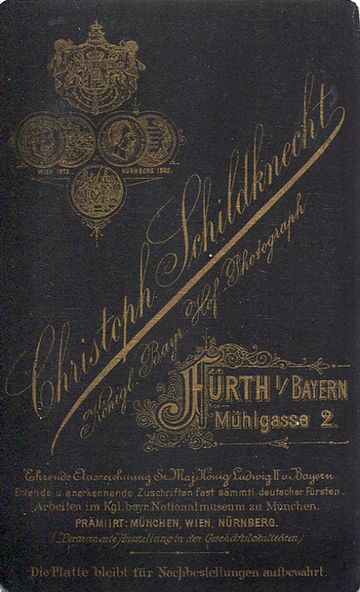 WIEN 1873.
NÜRNBERG 1882.
Christoph Schildknecht
Königl. Bayr. Hof Photograph
FÜRTH i/ BAYERN
Mühlgasse 2.
Ehrende Auszeichnung Sr. Maj. König Ludwig II v. Bayern
Ehrende u. anerkennende Zuschriften fast sämmtl. deutscher Fürsten.
Arbeiten im Kgl. bayr. Nationalmuseum zu München.
PRÄMIIRT: MÜNCHEN, WIEN, NÜRNBERG.
(Permanente Ausstellung in der Geschäftslokalitäten)
Die Platte bleibt für Nachbestellungen aufbewahrt.